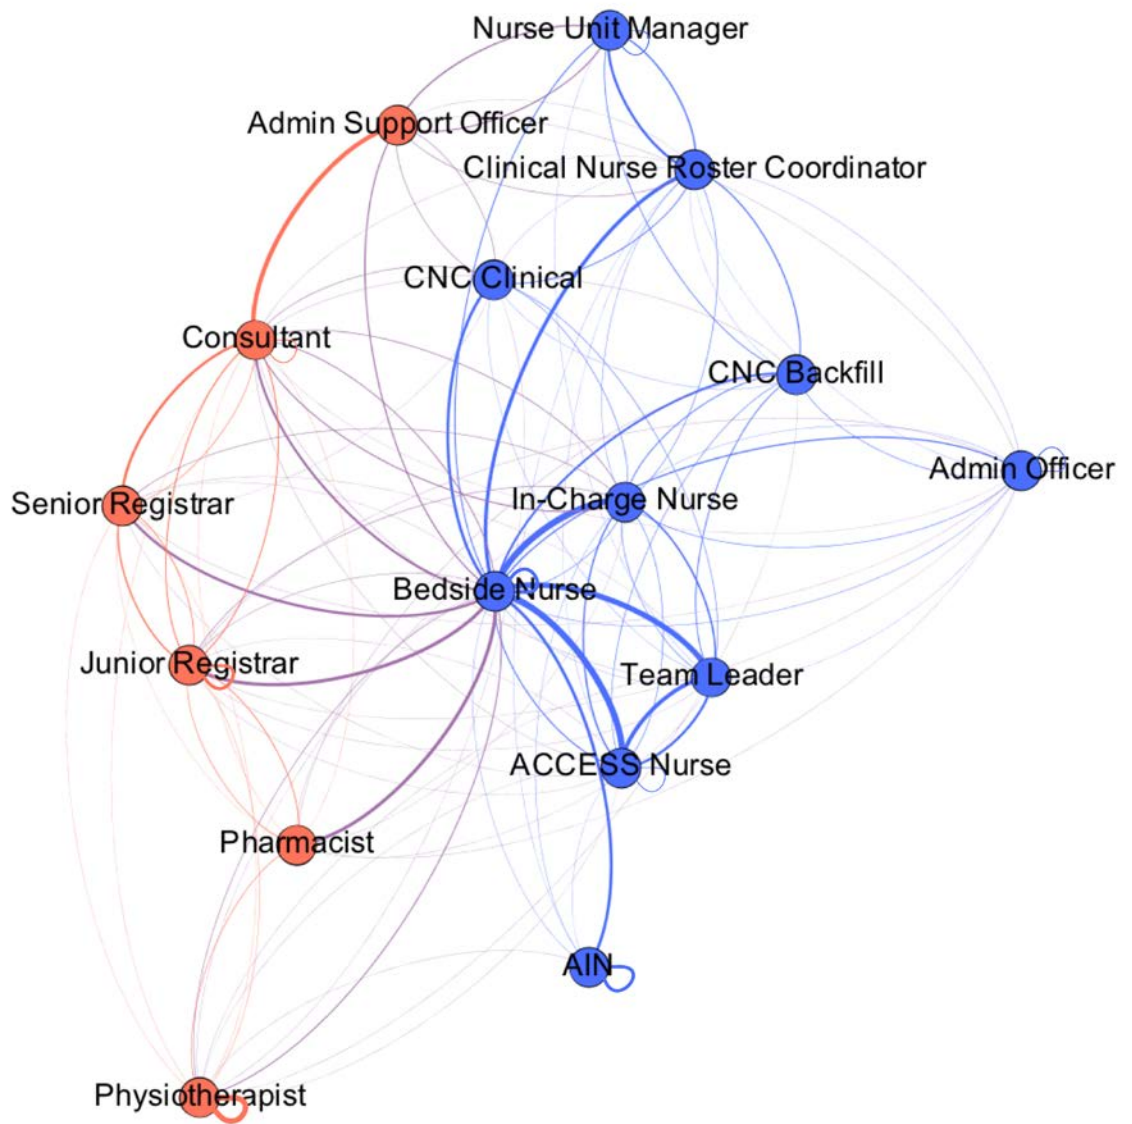 Nurse Unit Manager
Admin Support Officer
Clinical Nurse Roster Coordinator
CNC Clinical
Consultant
CNC Backfill
Admin Officer
In-Charge Nurse
Senior Registrar
Bedside Nurse
Junior Registrar
Team Leader
ACCESS Nurse
Pharmacist
AIN
Physiotherapist